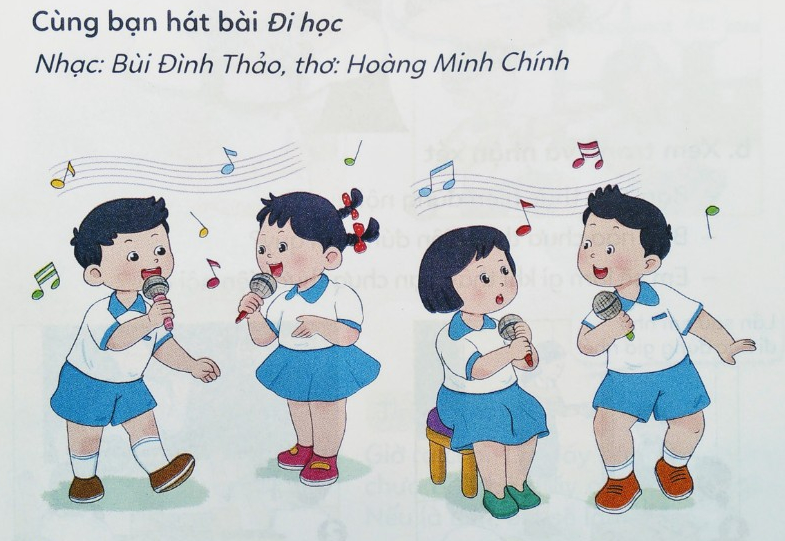 Cùng bạn hát bài Đi học
Nhạc: Bùi Đình Thảo, thơ: Hoàng Minh Chính